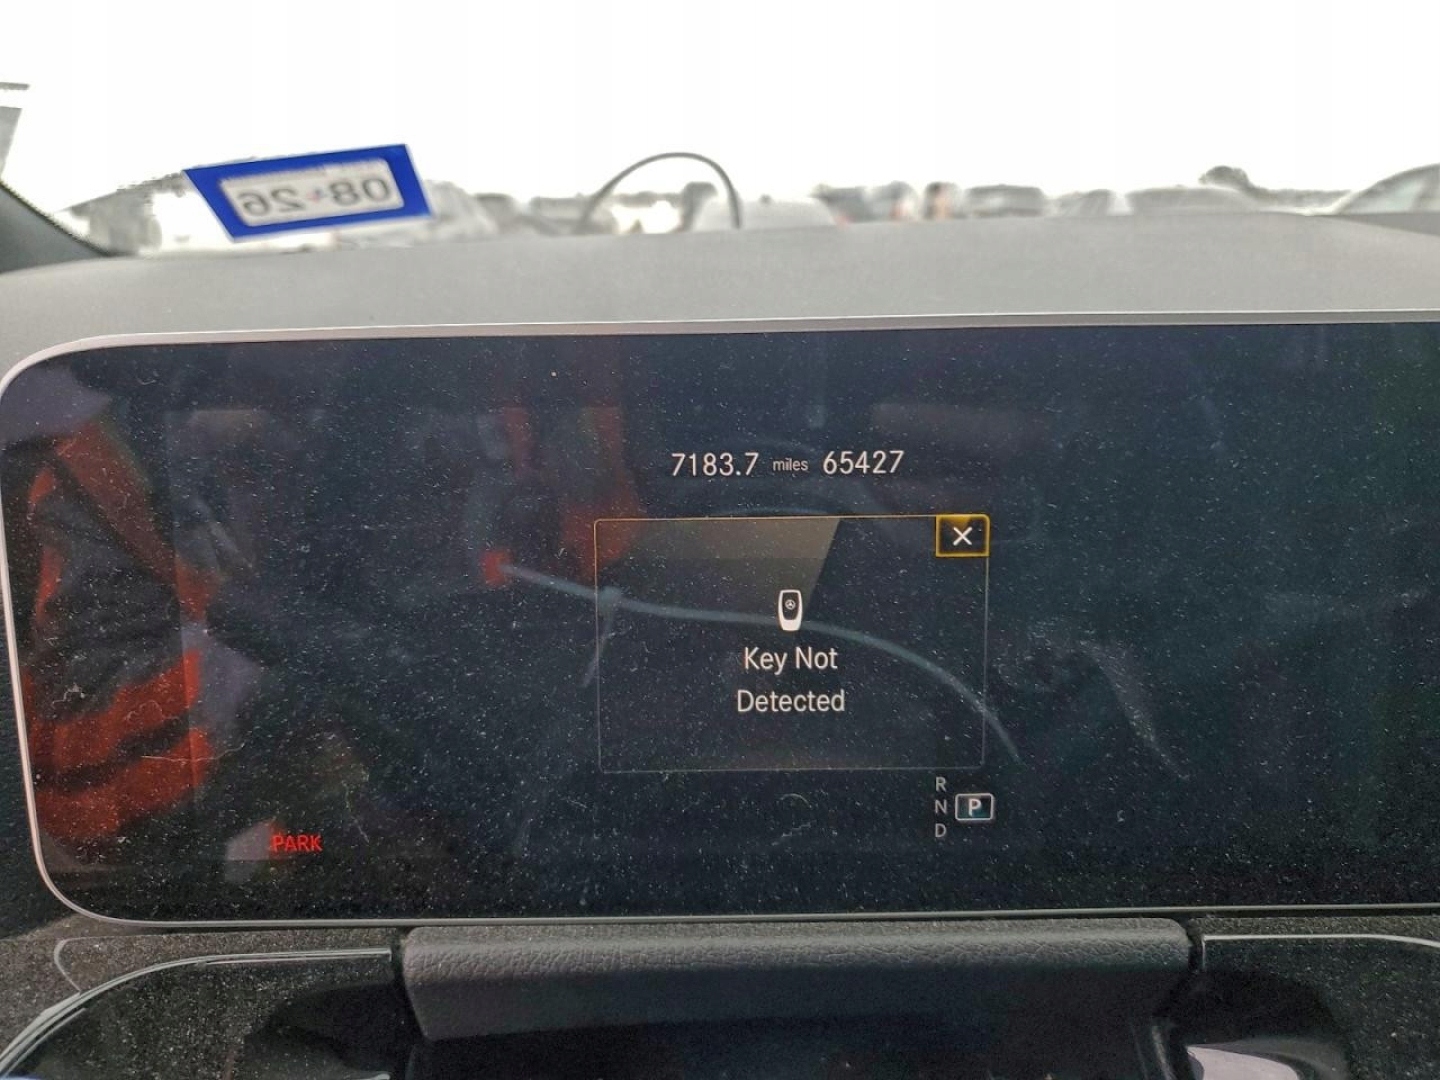 08 26
7183.7 miles 65427
Key Not
Detected
R
N P
D
PARK